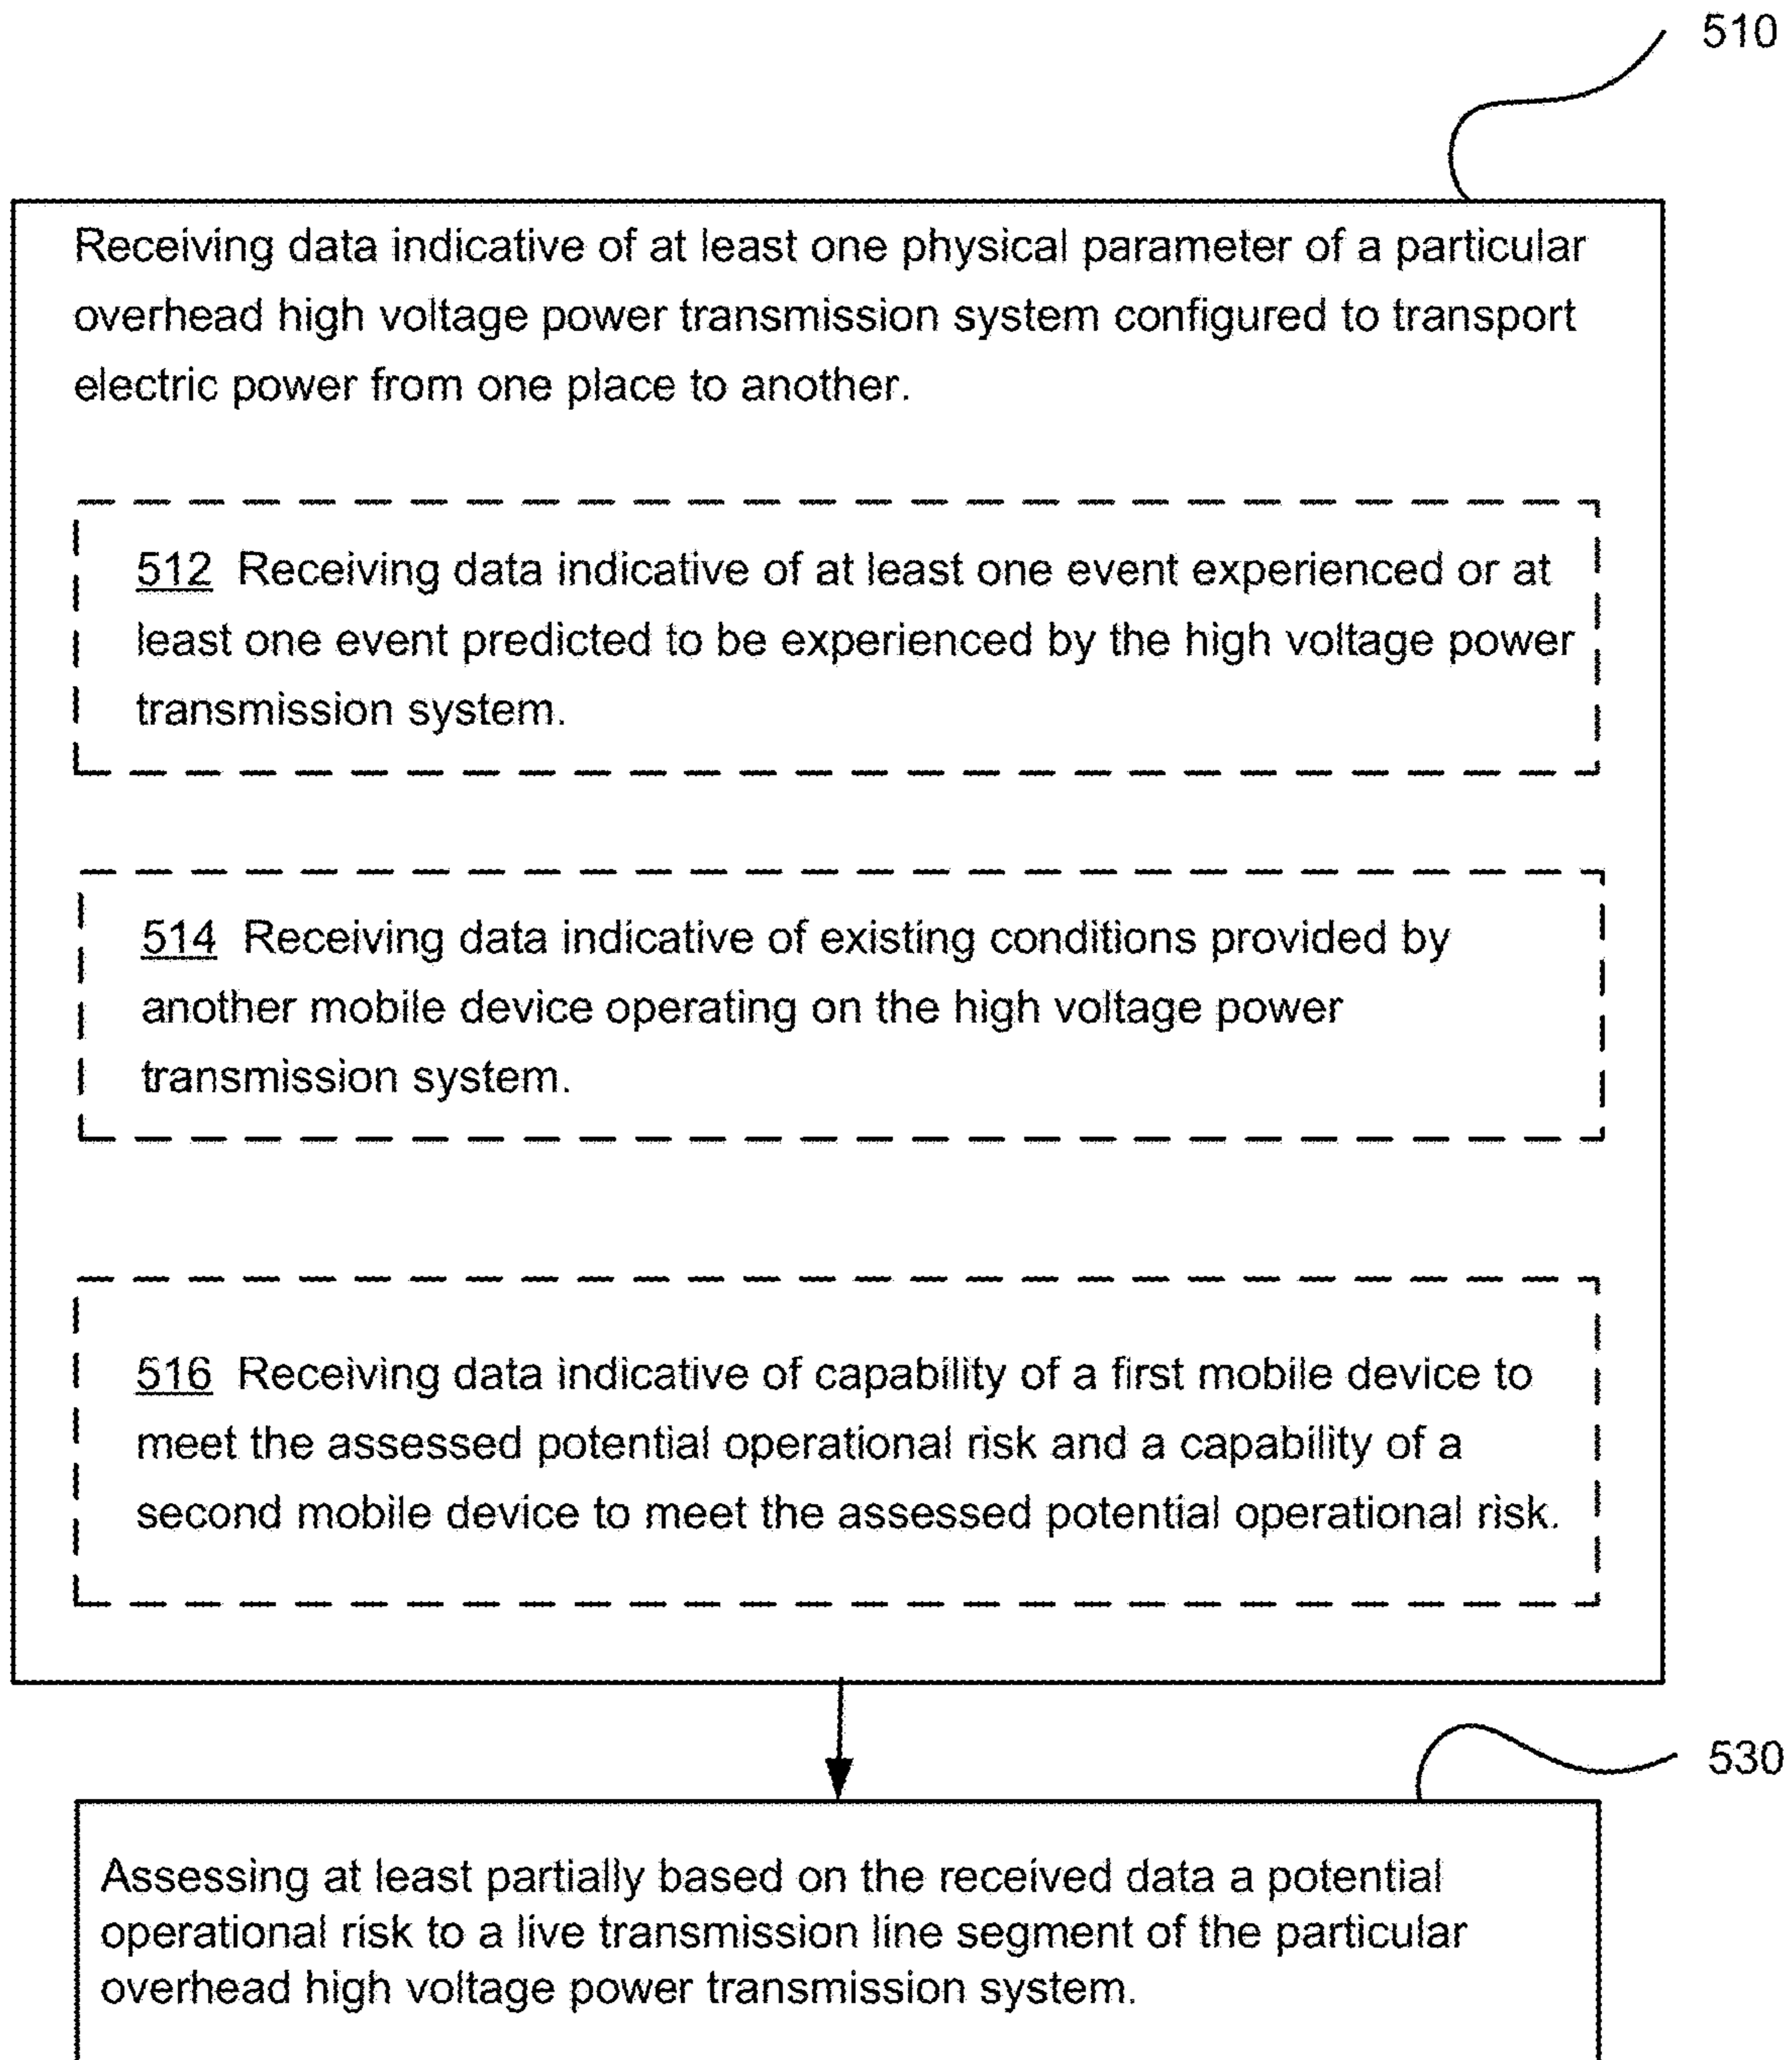 510
Receiving data indicative of at least one physical parameter of a particular
overhead high voltage power transmission system configured to transport
electric power from one place to another.
512 Receiving data indicative of at least one event experienced or at
least one event predicted to be experienced by the high voltage power
transmission system.
514 Receiving data indicative of existing conditions provided by
another mobile device operating on the high voltage power
transmission system.
516 Receiving data indicative of capability of a first mobile device to
meet the assessed potential operational risk and a capability of a
second mobile device to meet the assessed potential operational risk.
530
Assessing at least partially based on the received data a potential
operational risk to a live transmission line segment of the particular
overhead high voltage power transmission system.